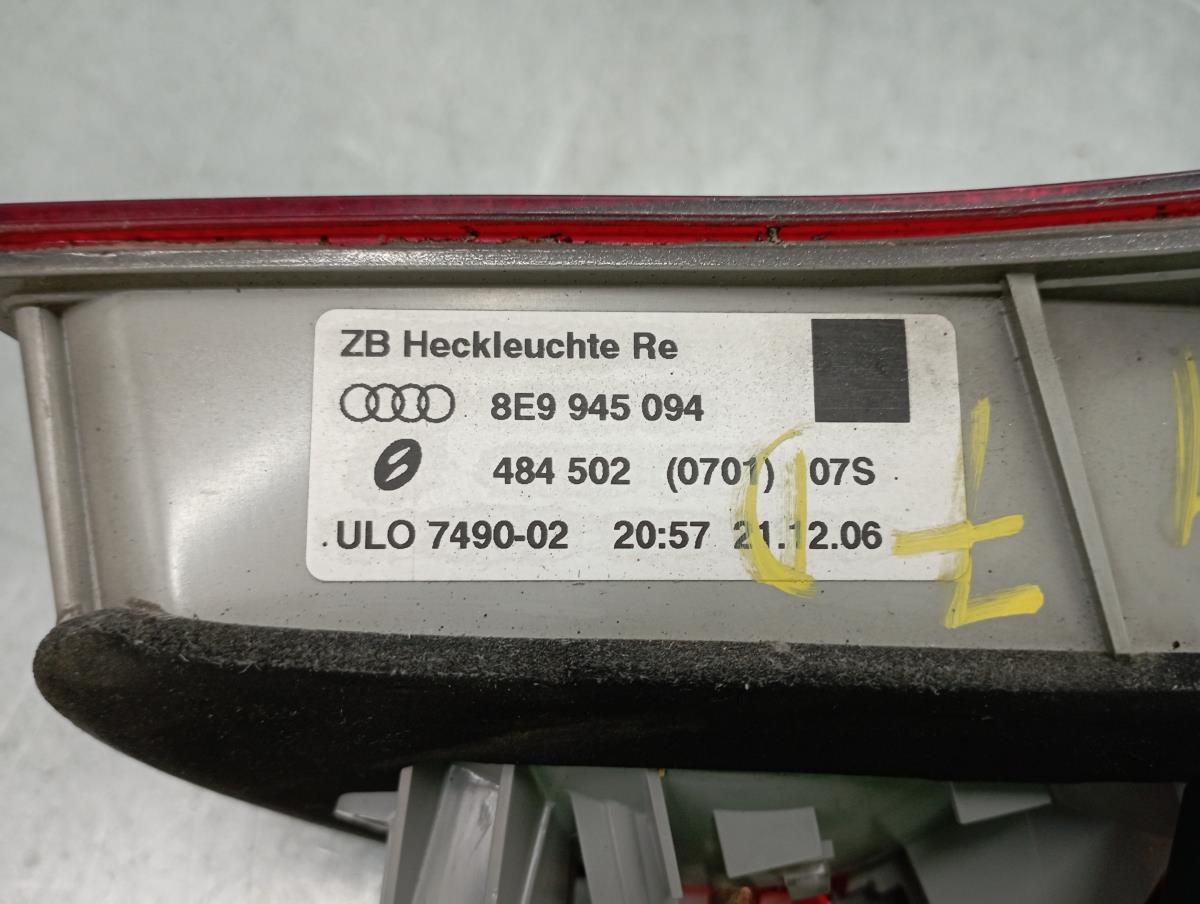 ZB Heckleuchte Re
8E9 945 094
484 502 (0701) 07S
ULO 7490-02 20:57 21.12.06